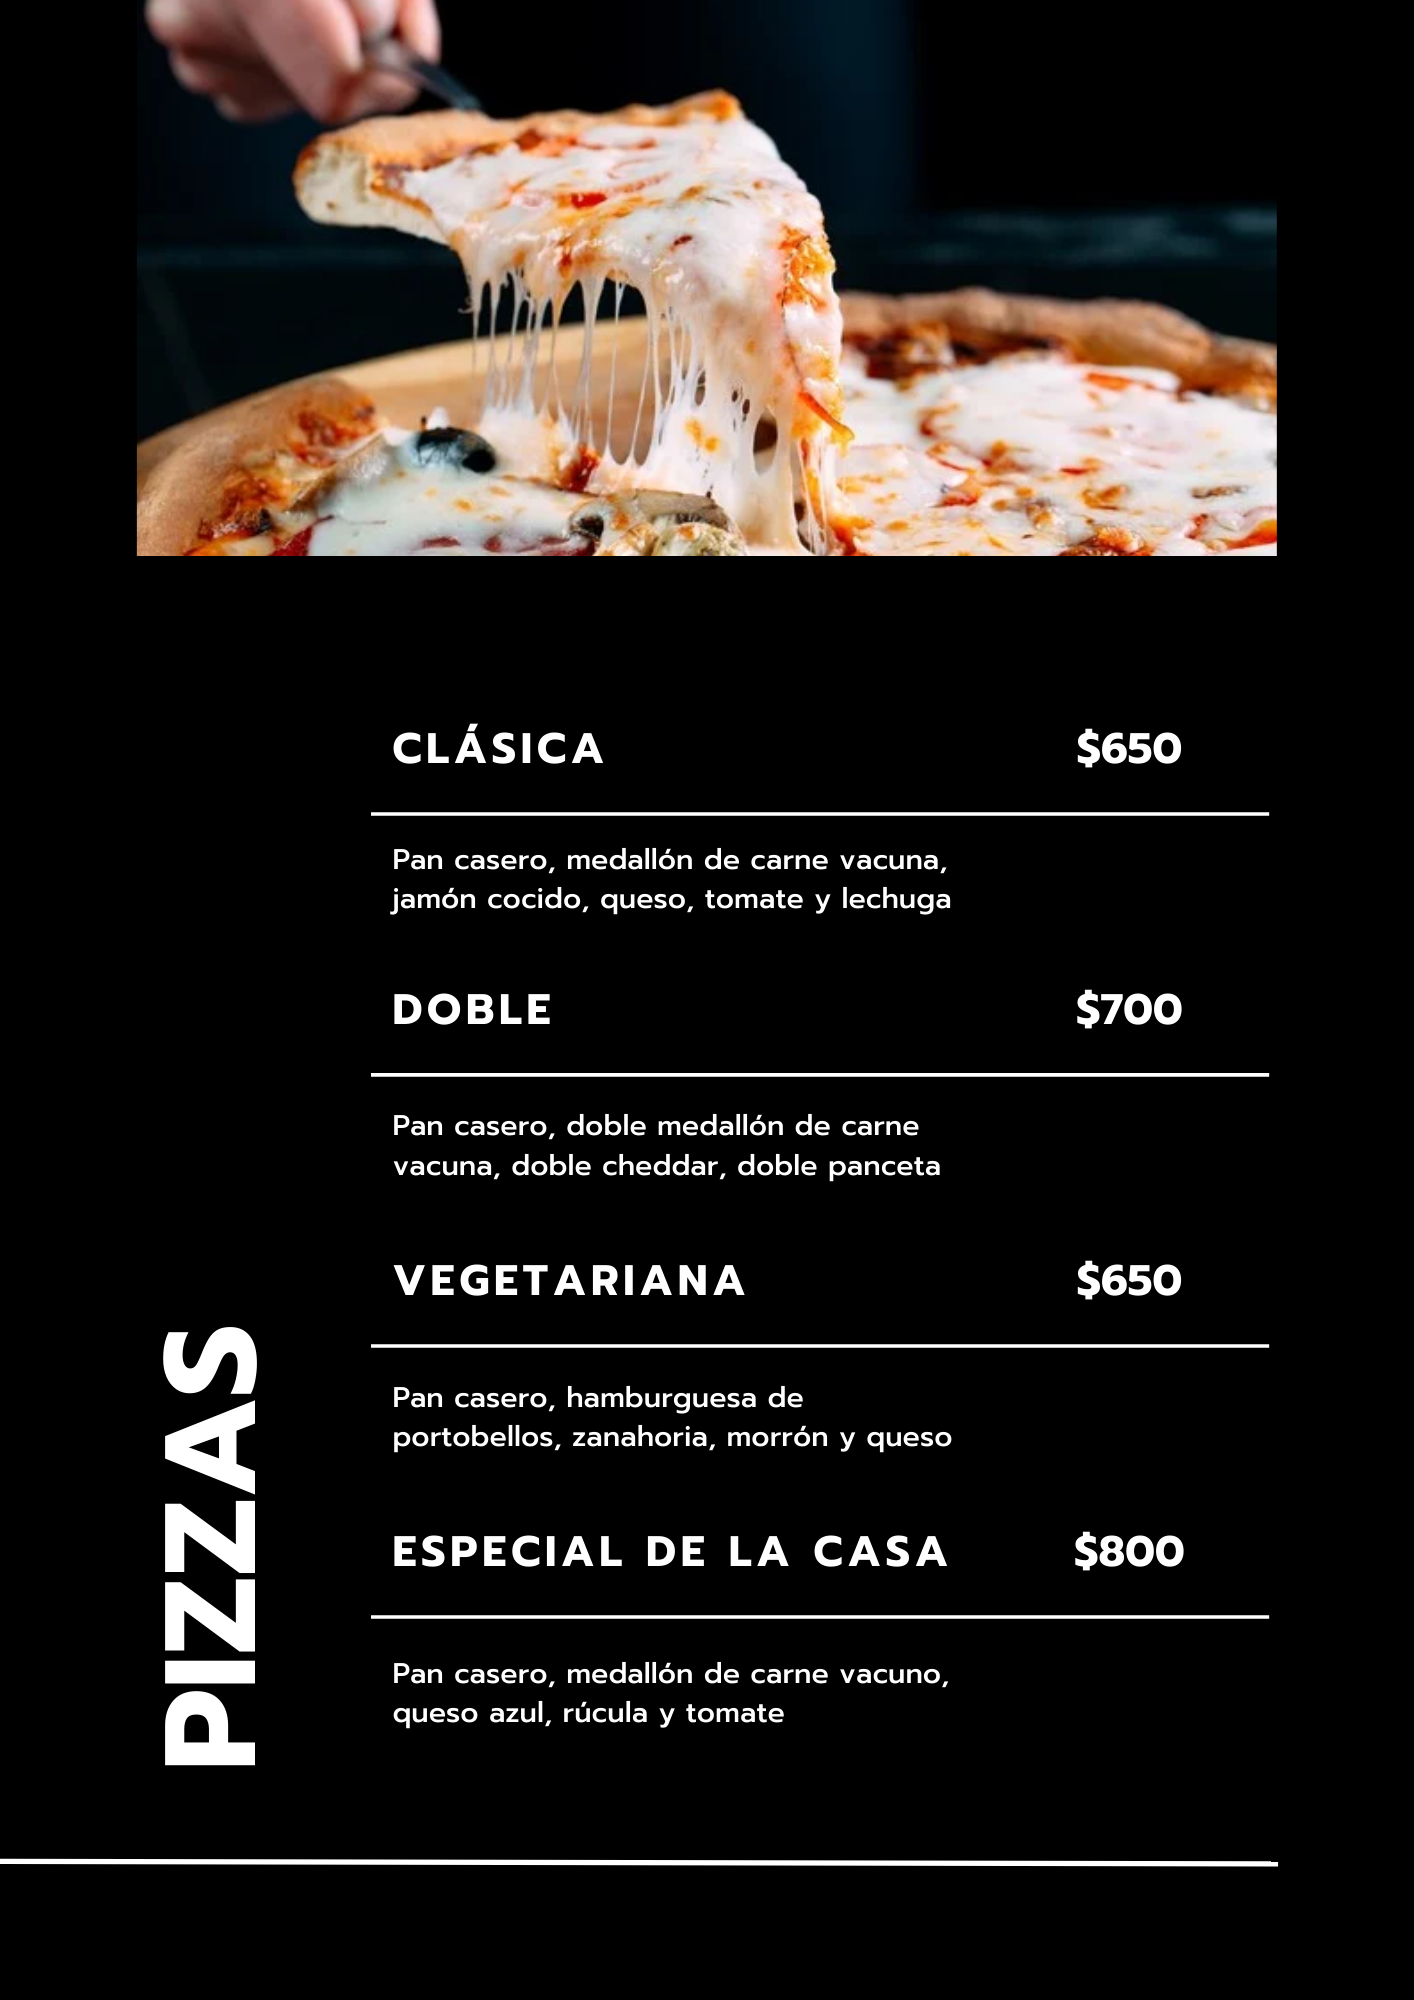 CLÁSICA $650
Pan casero, medallón de carne vacuna,
jamón cocido, queso, tomate y lechuga
DOBLE $700
Pan casero, doble medallón de carne
vacuna, doble cheddar, doble panceta
VEGETARIANA $650
Pan casero, hamburguesa de
portobellos, zanahoria, morrón y queso
ESPECIAL DE LA CASA $800
Pan casero, medallón de carne vacuno,
queso azul, rúcula y tomate
PIZZAS